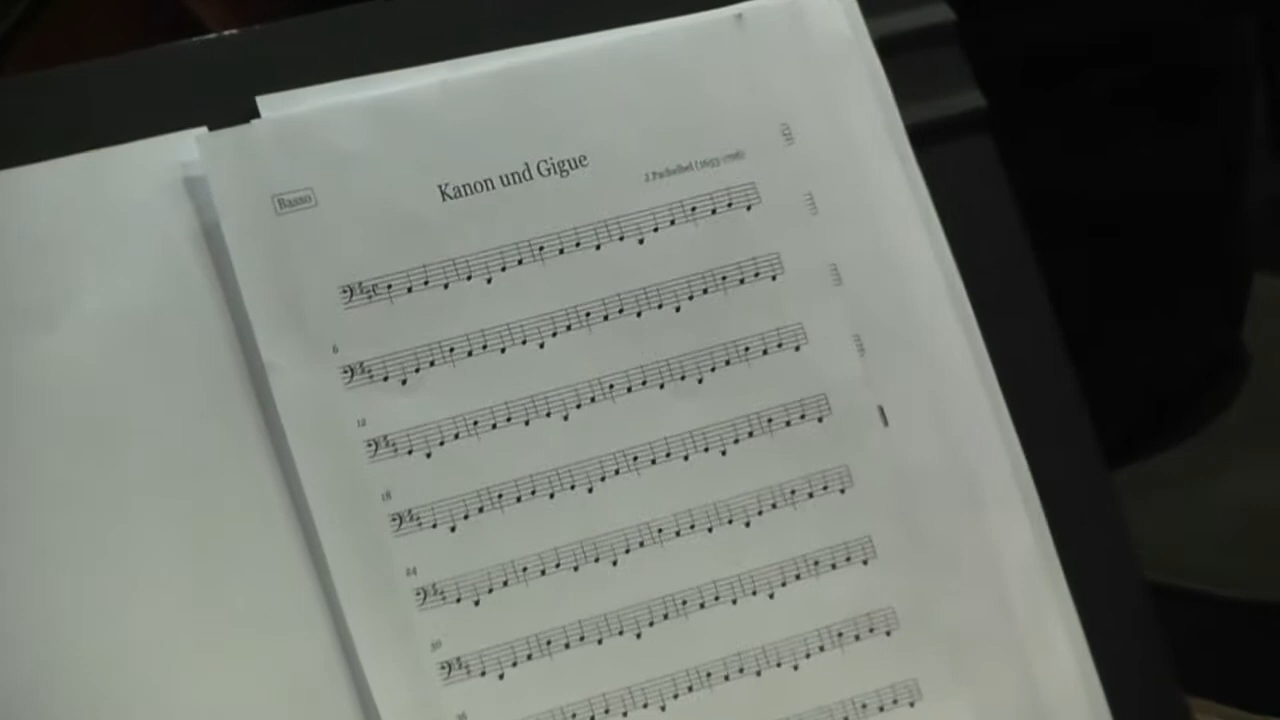 Kanon und Gigue
J.Pachelbel (1653-1706)
Basso
6
12
18
24
30